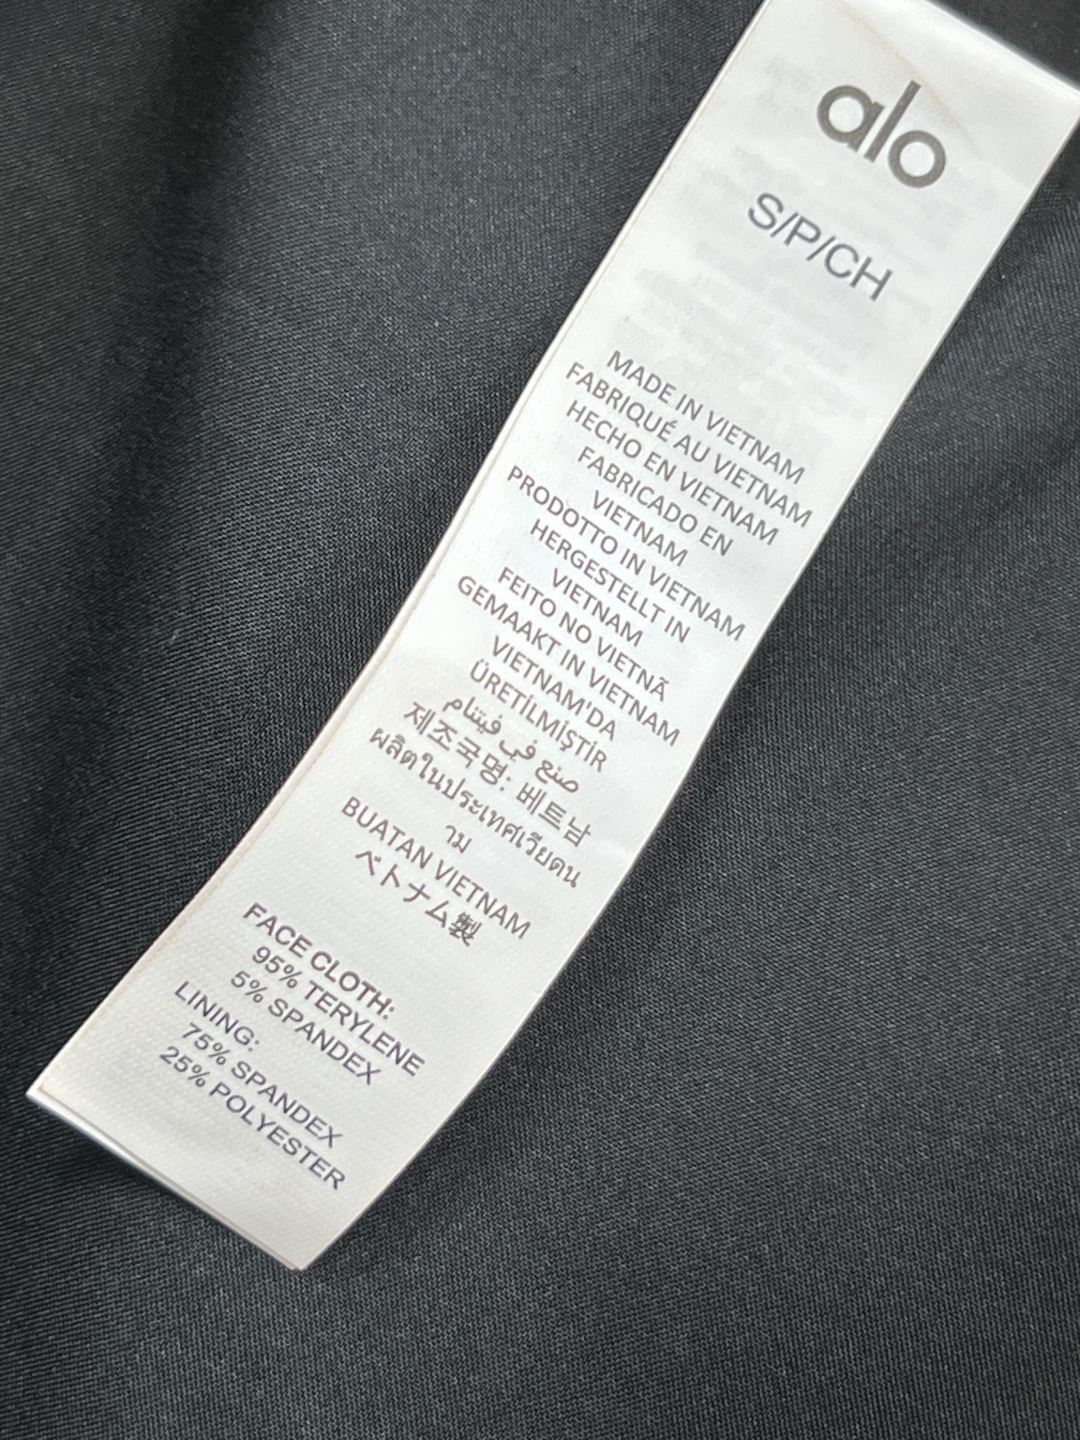 alo
S/P/CH
MADE IN VIETNAM
FABRIQUÉ AU VIETNAM
HECHO EN VIETNAM
FABRICADO EN
VIETNAM
PRODOTTO IN VIETNAM
HERGESTELLT IN
VIETNAM
FEITO NO VIETNÃ
GEMAAKT IN VIETNAM
VIETNAM'DA
ÜRETİLMİŞTİR
صنع في فيتنام
제조국명: 베트남
ผลิตในประเทศเวียดน
าม
BUATAN VIETNAM
ベトナム製
FACE CLOTH:
95% TERYLENE
5% SPANDEX
LINING:
75% SPANDEX
25% POLYESTER